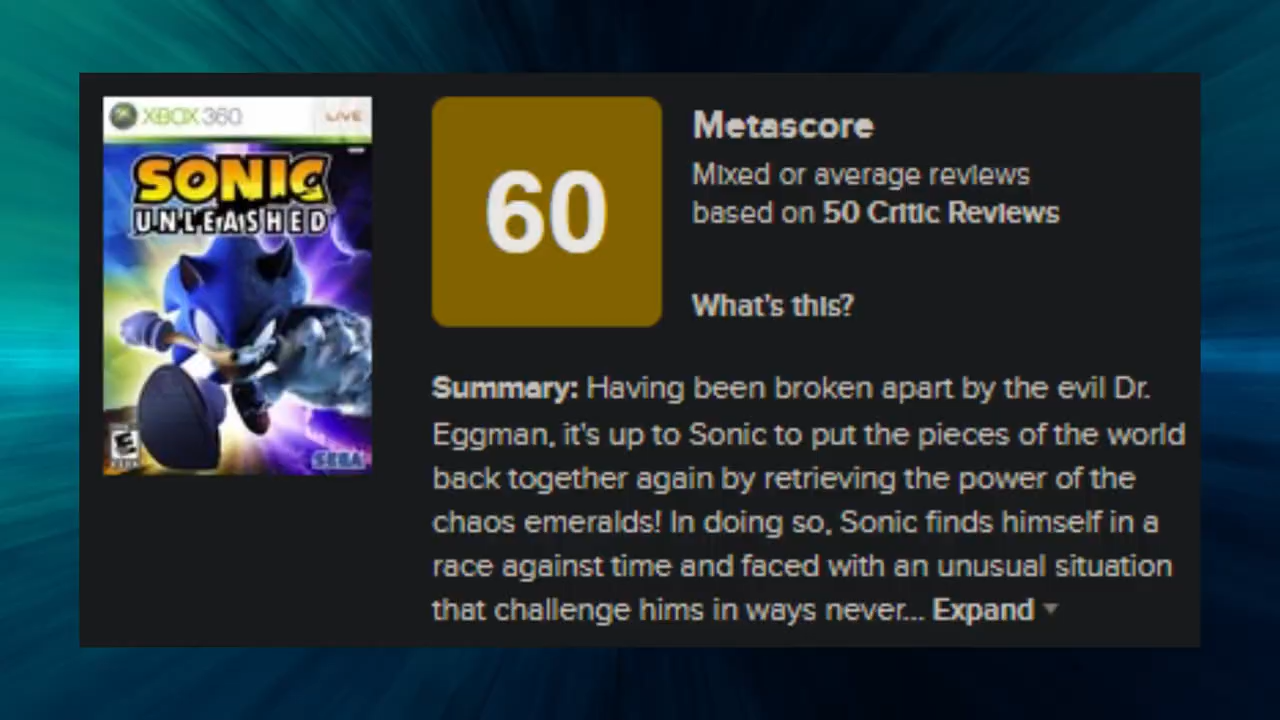 XBOX 360 LIVE
SONIC
UNLEASHED
E
SEGA
60
Metascore
Mixed or average reviews
based on 50 Critic Reviews
What's this?
Summary: Having been broken apart by the evil Dr.
Eggman, it's up to Sonic to put the pieces of the world
back together again by retrieving the power of the
chaos emeralds! In doing so, Sonic finds himself in a
race against time and faced with an unusual situation
that challenge hims in ways never... Expand